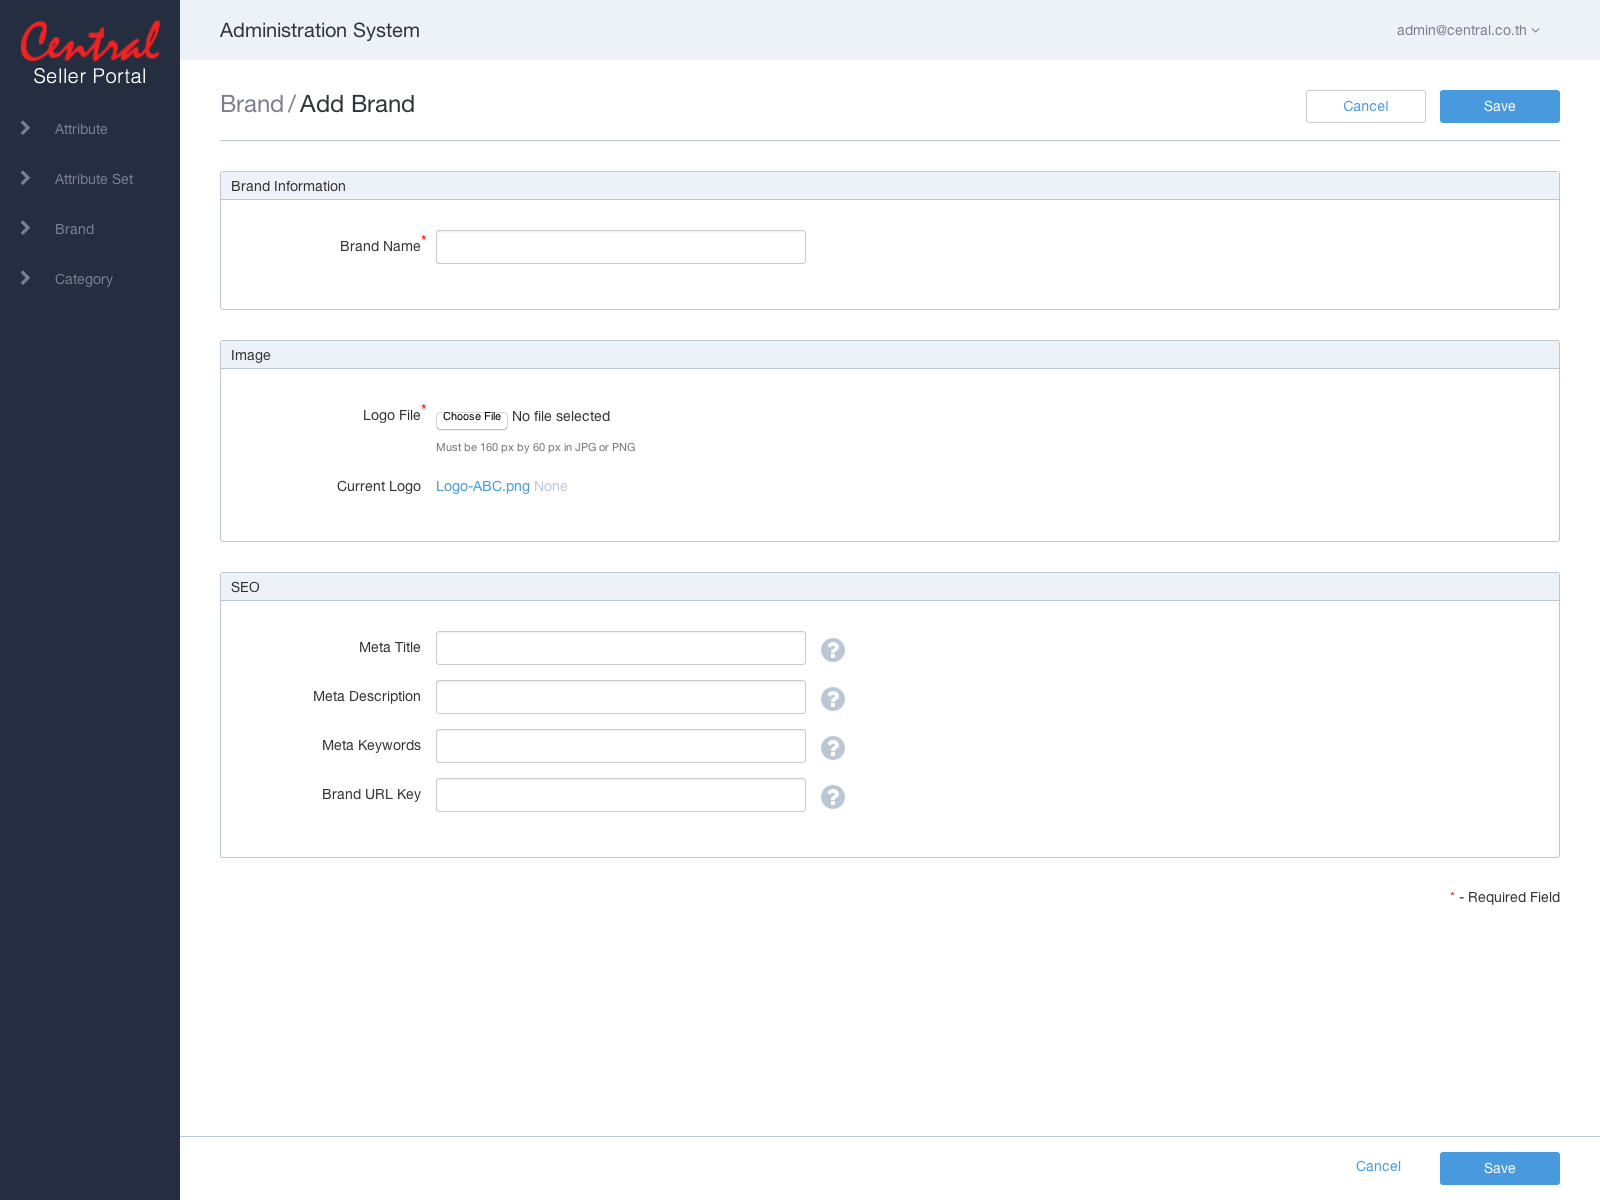 Central
Seller Portal
Attribute
Attribute Set
Brand
Category
Administration System
admin@central.co.th
Brand / Add Brand
Cancel
Save
Brand Information
Brand Name*
Image
Logo File*
Choose File No file selected
Must be 160 px by 60 px in JPG or PNG
Current Logo
Logo-ABC.png None
SEO
Meta Title
?
Meta Description
?
Meta Keywords
?
Brand URL Key
?
* - Required Field
Cancel
Save